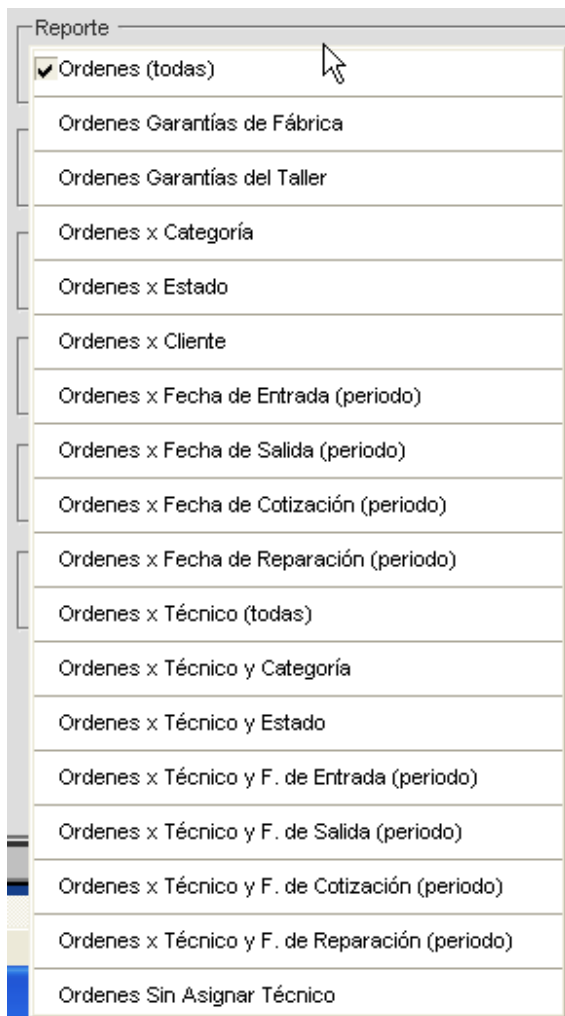 Reporte
Ordenes (todas)
Ordenes Garantías de Fábrica
Ordenes Garantías del Taller
Ordenes x Categoría
Ordenes x Estado
Ordenes x Cliente
Ordenes x Fecha de Entrada (periodo)
Ordenes x Fecha de Salida (periodo)
Ordenes x Fecha de Cotización (periodo)
Ordenes x Fecha de Reparación (periodo)
Ordenes x Técnico (todas)
Ordenes x Técnico y Categoría
Ordenes x Técnico y Estado
Ordenes x Técnico y F. de Entrada (periodo)
Ordenes x Técnico y F. de Salida (periodo)
Ordenes x Técnico y F. de Cotización (periodo)
Ordenes x Técnico y F. de Reparación (periodo)
Ordenes Sin Asignar Técnico